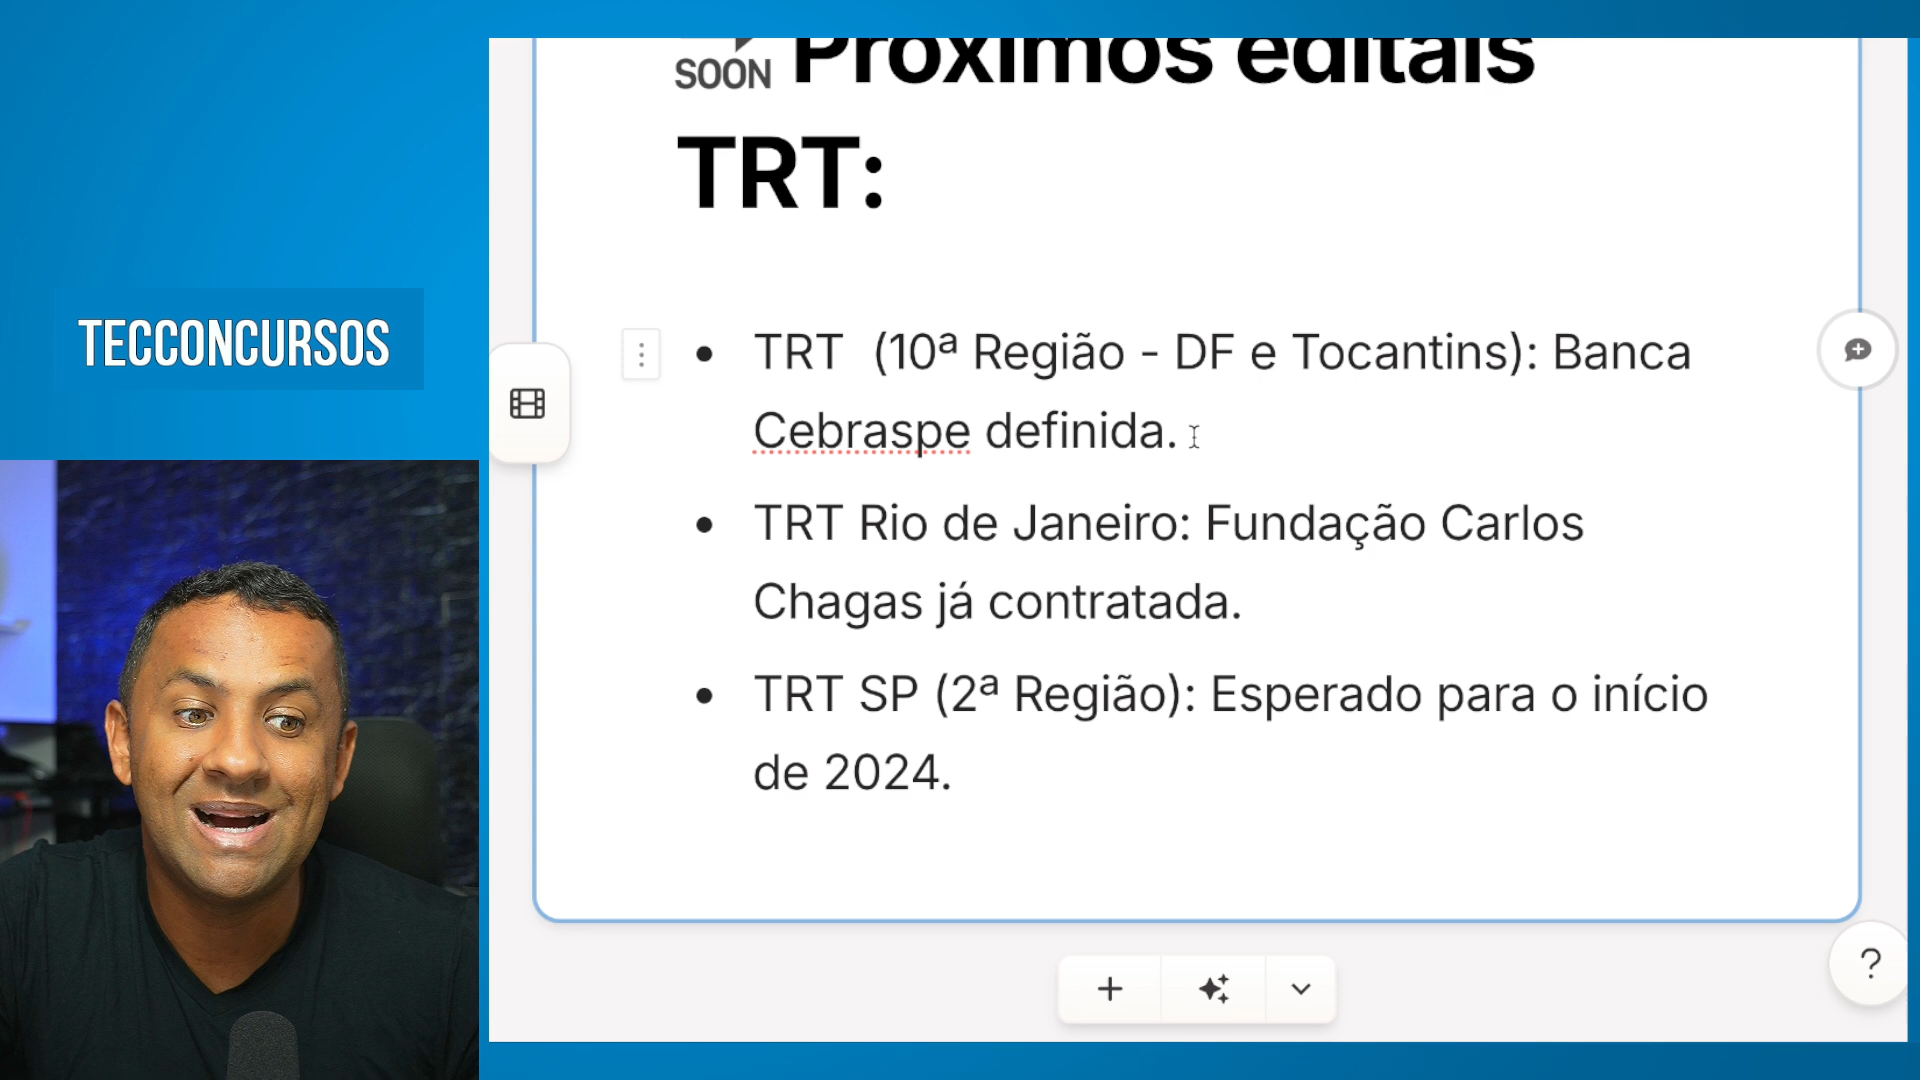 SOON Próximos editais
TRT:
TECCONCURSOS
• TRT (10ª Região - DF e Tocantins): Banca
Cebraspe definida.
• TRT Rio de Janeiro: Fundação Carlos
Chagas já contratada.
• TRT SP (2ª Região): Esperado para o início
de 2024.